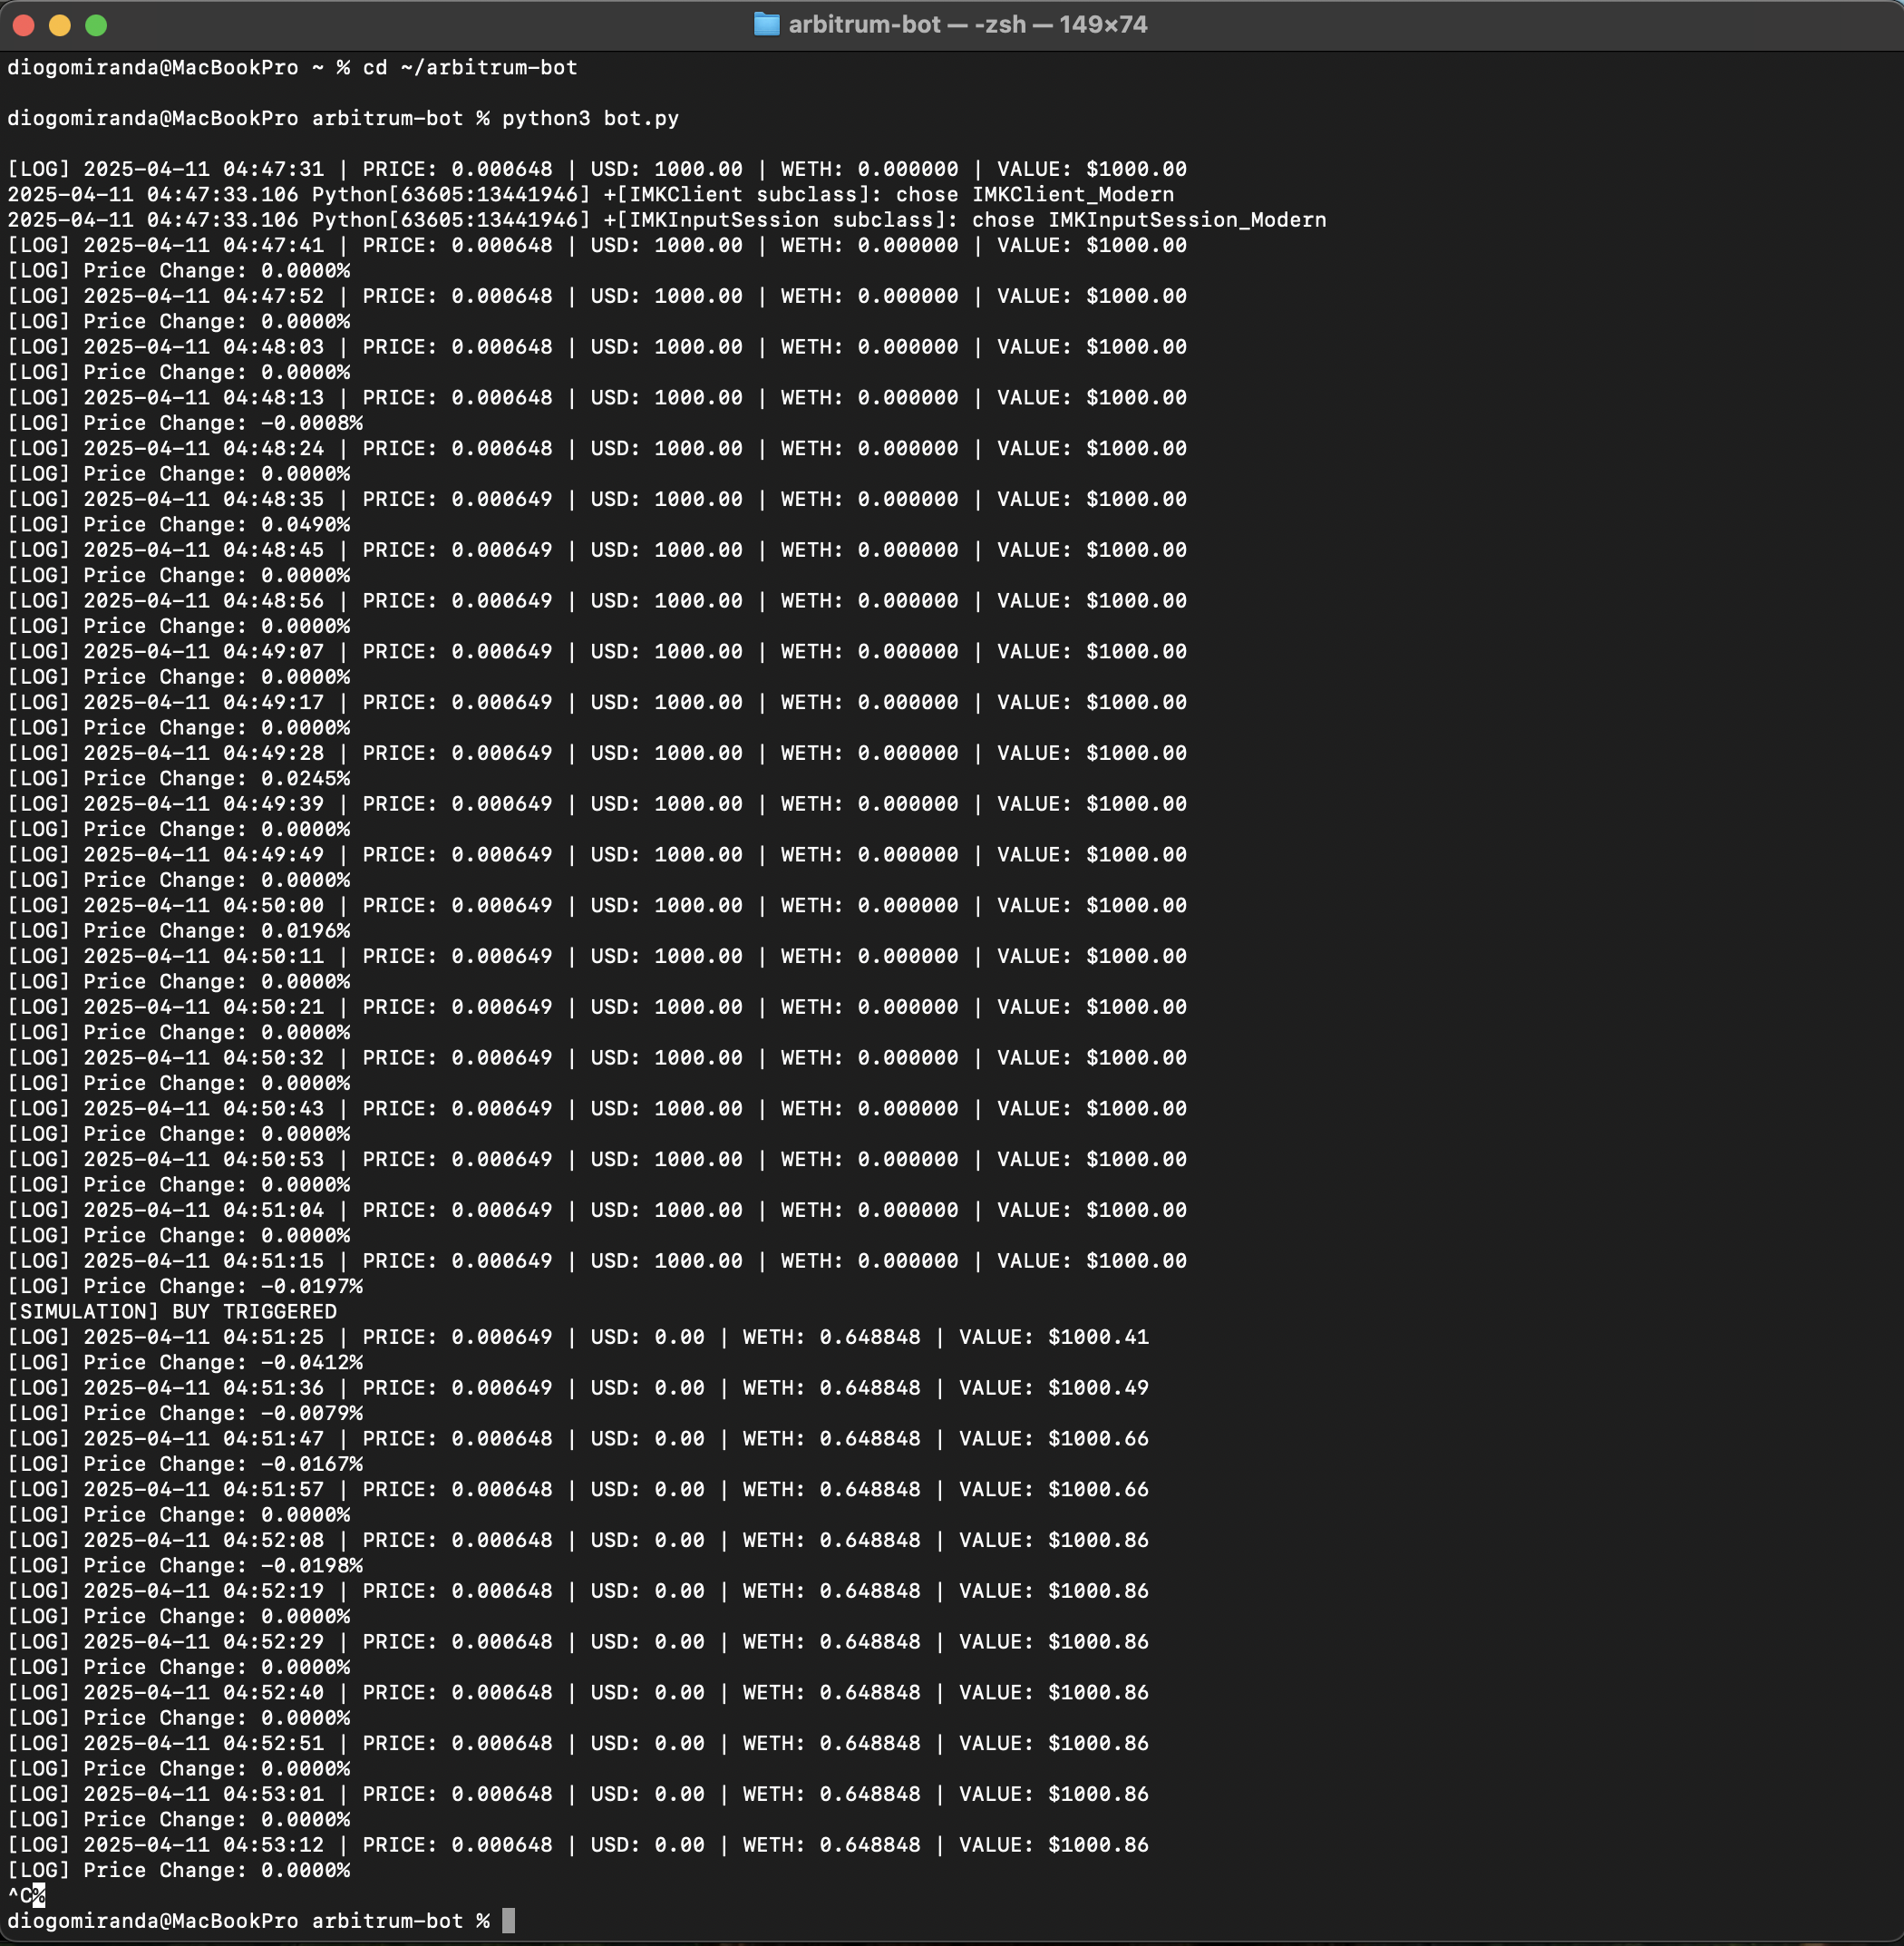 arbitrum-bot — -zsh — 149×74
diogomiranda@MacBookPro ~ % cd ~/arbitrum-bot
diogomiranda@MacBookPro arbitrum-bot % python3 bot.py
[LOG] 2025-04-11 04:47:31 | PRICE: 0.000648 | USD: 1000.00 | WETH: 0.000000 | VALUE: $1000.00
2025-04-11 04:47:33.106 Python[63605:13441946] +[IMKClient subclass]: chose IMKClient_Modern
2025-04-11 04:47:33.106 Python[63605:13441946] +[IMKInputSession subclass]: chose IMKInputSession_Modern
[LOG] 2025-04-11 04:47:41 | PRICE: 0.000648 | USD: 1000.00 | WETH: 0.000000 | VALUE: $1000.00
[LOG] Price Change: 0.0000%
[LOG] 2025-04-11 04:47:52 | PRICE: 0.000648 | USD: 1000.00 | WETH: 0.000000 | VALUE: $1000.00
[LOG] Price Change: 0.0000%
[LOG] 2025-04-11 04:48:03 | PRICE: 0.000648 | USD: 1000.00 | WETH: 0.000000 | VALUE: $1000.00
[LOG] Price Change: 0.0000%
[LOG] 2025-04-11 04:48:13 | PRICE: 0.000648 | USD: 1000.00 | WETH: 0.000000 | VALUE: $1000.00
[LOG] Price Change: -0.0008%
[LOG] 2025-04-11 04:48:24 | PRICE: 0.000648 | USD: 1000.00 | WETH: 0.000000 | VALUE: $1000.00
[LOG] Price Change: 0.0000%
[LOG] 2025-04-11 04:48:35 | PRICE: 0.000649 | USD: 1000.00 | WETH: 0.000000 | VALUE: $1000.00
[LOG] Price Change: 0.0490%
[LOG] 2025-04-11 04:48:45 | PRICE: 0.000649 | USD: 1000.00 | WETH: 0.000000 | VALUE: $1000.00
[LOG] Price Change: 0.0000%
[LOG] 2025-04-11 04:48:56 | PRICE: 0.000649 | USD: 1000.00 | WETH: 0.000000 | VALUE: $1000.00
[LOG] Price Change: 0.0000%
[LOG] 2025-04-11 04:49:07 | PRICE: 0.000649 | USD: 1000.00 | WETH: 0.000000 | VALUE: $1000.00
[LOG] Price Change: 0.0000%
[LOG] 2025-04-11 04:49:17 | PRICE: 0.000649 | USD: 1000.00 | WETH: 0.000000 | VALUE: $1000.00
[LOG] Price Change: 0.0000%
[LOG] 2025-04-11 04:49:28 | PRICE: 0.000649 | USD: 1000.00 | WETH: 0.000000 | VALUE: $1000.00
[LOG] Price Change: 0.0245%
[LOG] 2025-04-11 04:49:39 | PRICE: 0.000649 | USD: 1000.00 | WETH: 0.000000 | VALUE: $1000.00
[LOG] Price Change: 0.0000%
[LOG] 2025-04-11 04:49:49 | PRICE: 0.000649 | USD: 1000.00 | WETH: 0.000000 | VALUE: $1000.00
[LOG] Price Change: 0.0000%
[LOG] 2025-04-11 04:50:00 | PRICE: 0.000649 | USD: 1000.00 | WETH: 0.000000 | VALUE: $1000.00
[LOG] Price Change: 0.0196%
[LOG] 2025-04-11 04:50:11 | PRICE: 0.000649 | USD: 1000.00 | WETH: 0.000000 | VALUE: $1000.00
[LOG] Price Change: 0.0000%
[LOG] 2025-04-11 04:50:21 | PRICE: 0.000649 | USD: 1000.00 | WETH: 0.000000 | VALUE: $1000.00
[LOG] Price Change: 0.0000%
[LOG] 2025-04-11 04:50:32 | PRICE: 0.000649 | USD: 1000.00 | WETH: 0.000000 | VALUE: $1000.00
[LOG] Price Change: 0.0000%
[LOG] 2025-04-11 04:50:43 | PRICE: 0.000649 | USD: 1000.00 | WETH: 0.000000 | VALUE: $1000.00
[LOG] Price Change: 0.0000%
[LOG] 2025-04-11 04:50:53 | PRICE: 0.000649 | USD: 1000.00 | WETH: 0.000000 | VALUE: $1000.00
[LOG] Price Change: 0.0000%
[LOG] 2025-04-11 04:51:04 | PRICE: 0.000649 | USD: 1000.00 | WETH: 0.000000 | VALUE: $1000.00
[LOG] Price Change: 0.0000%
[LOG] 2025-04-11 04:51:15 | PRICE: 0.000649 | USD: 1000.00 | WETH: 0.000000 | VALUE: $1000.00
[LOG] Price Change: -0.0197%
[SIMULATION] BUY TRIGGERED
[LOG] 2025-04-11 04:51:25 | PRICE: 0.000649 | USD: 0.00 | WETH: 0.648848 | VALUE: $1000.41
[LOG] Price Change: -0.0412%
[LOG] 2025-04-11 04:51:36 | PRICE: 0.000649 | USD: 0.00 | WETH: 0.648848 | VALUE: $1000.49
[LOG] Price Change: -0.0079%
[LOG] 2025-04-11 04:51:47 | PRICE: 0.000648 | USD: 0.00 | WETH: 0.648848 | VALUE: $1000.66
[LOG] Price Change: -0.0167%
[LOG] 2025-04-11 04:51:57 | PRICE: 0.000648 | USD: 0.00 | WETH: 0.648848 | VALUE: $1000.66
[LOG] Price Change: 0.0000%
[LOG] 2025-04-11 04:52:08 | PRICE: 0.000648 | USD: 0.00 | WETH: 0.648848 | VALUE: $1000.86
[LOG] Price Change: -0.0198%
[LOG] 2025-04-11 04:52:19 | PRICE: 0.000648 | USD: 0.00 | WETH: 0.648848 | VALUE: $1000.86
[LOG] Price Change: 0.0000%
[LOG] 2025-04-11 04:52:29 | PRICE: 0.000648 | USD: 0.00 | WETH: 0.648848 | VALUE: $1000.86
[LOG] Price Change: 0.0000%
[LOG] 2025-04-11 04:52:40 | PRICE: 0.000648 | USD: 0.00 | WETH: 0.648848 | VALUE: $1000.86
[LOG] Price Change: 0.0000%
[LOG] 2025-04-11 04:52:51 | PRICE: 0.000648 | USD: 0.00 | WETH: 0.648848 | VALUE: $1000.86
[LOG] Price Change: 0.0000%
[LOG] 2025-04-11 04:53:01 | PRICE: 0.000648 | USD: 0.00 | WETH: 0.648848 | VALUE: $1000.86
[LOG] Price Change: 0.0000%
[LOG] 2025-04-11 04:53:12 | PRICE: 0.000648 | USD: 0.00 | WETH: 0.648848 | VALUE: $1000.86
[LOG] Price Change: 0.0000%
^C%
diogomiranda@MacBookPro arbitrum-bot %